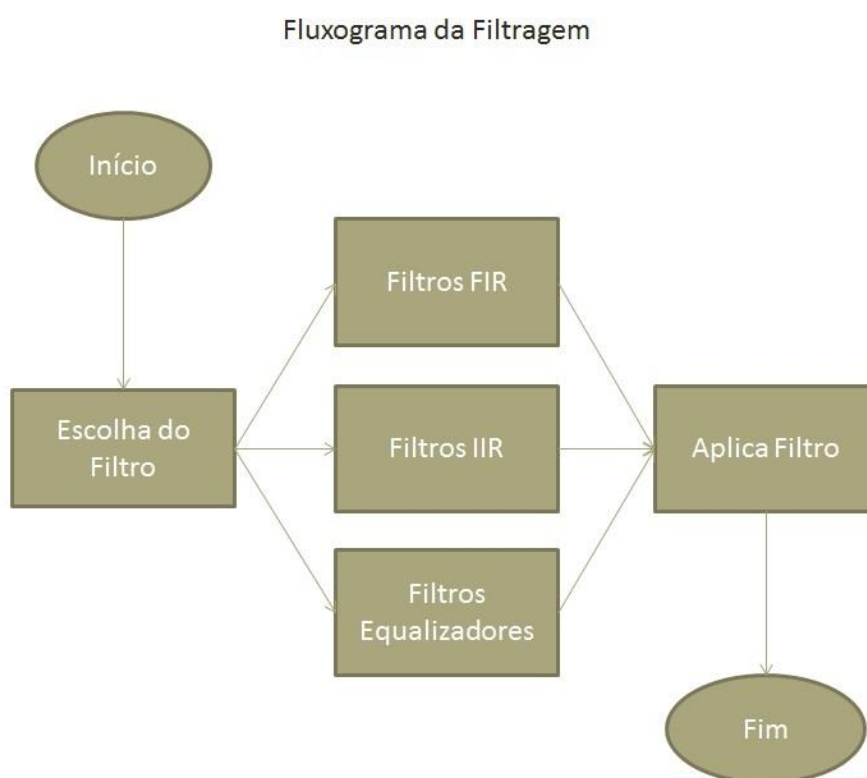 Fluxograma da Filtragem
Início
Filtros FIR
Escolha do
Filtro
Filtros IIR
Aplica Filtro
Filtros
Equalizadores
Fim